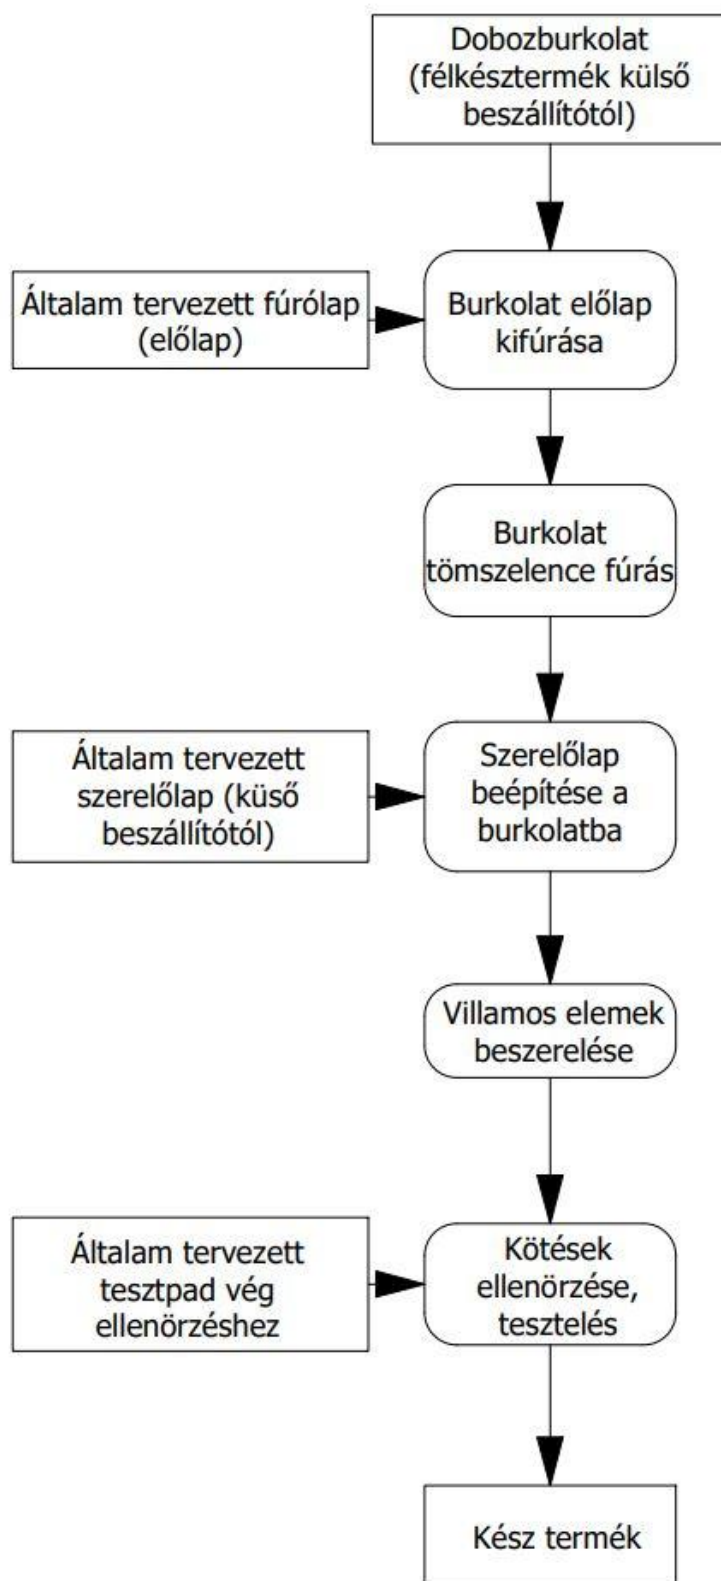 Dobozburkolat
(félkésztermék külső
beszállítótól)
Általam tervezett fúrólap
(előlap)
Burkolat előlap
kifúrása
Burkolat
tömszelence fúrás
Általam tervezett
szerelőlap (küső
beszállítótól)
Szerelőlap
beépítése a
burkolatba
Villamos elemek
beszerelése
Általam tervezett
tesztpad vég
ellenörzéshez
Kötések
ellenörzése,
tesztelés
Kész termék